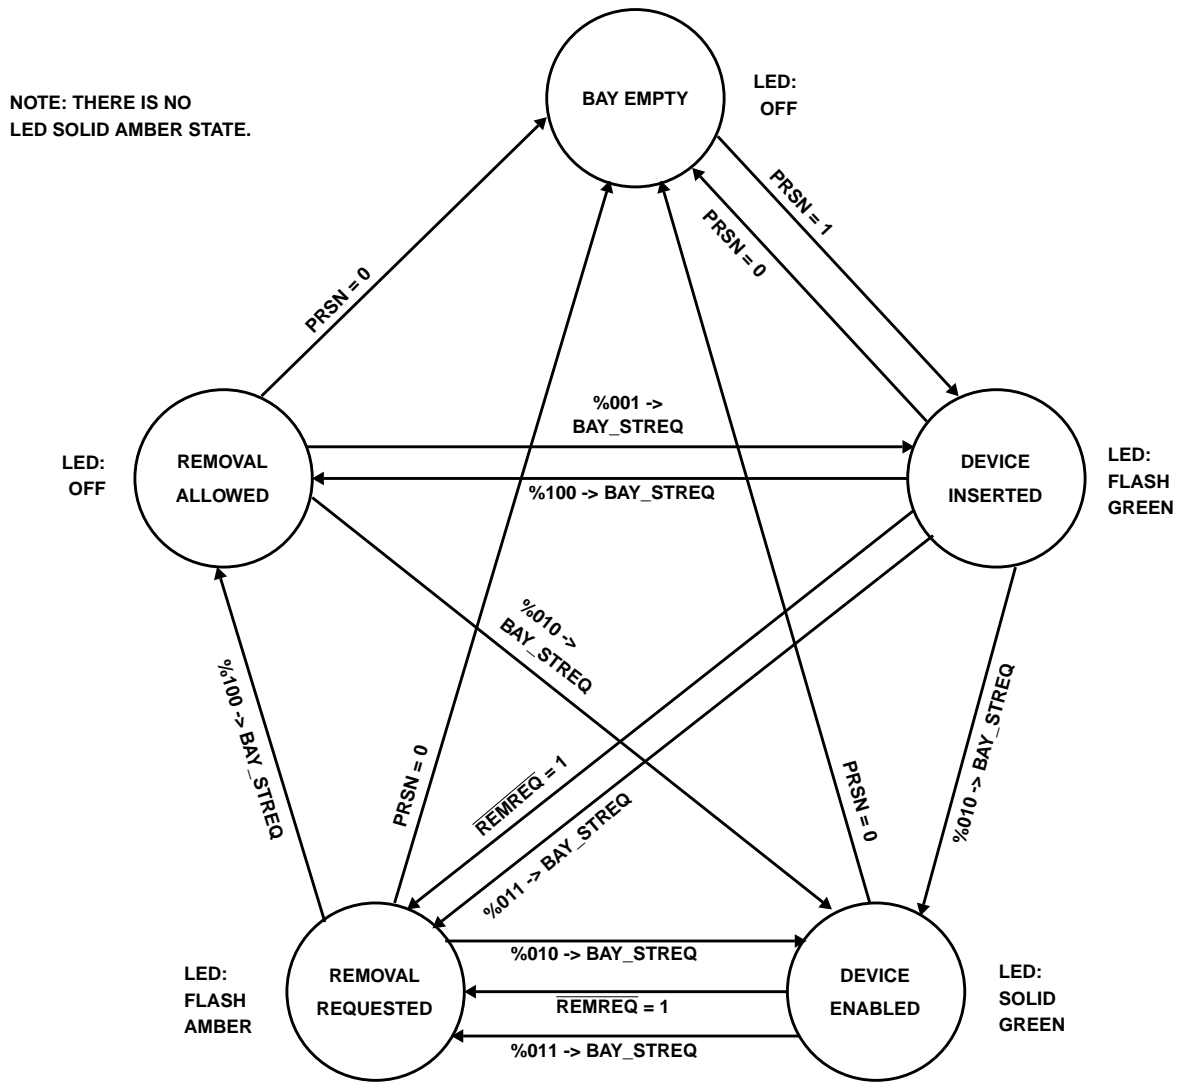 BAY EMPTY
LED:
OFF
NOTE: THERE IS NO
LED SOLID AMBER STATE.
PRSN = 1
PRSN = 0
PRSN = 0
%001 ->
BAY_STREQ
%100 -> BAY_STREQ
LED:
OFF
REMOVAL
ALLOWED
DEVICE
INSERTED
LED:
FLASH
GREEN
%010 ->
BAY_STREQ
%100 -> BAY_STREQ
PRSN = 0
R̅E̅M̅R̅E̅Q̅ = 1
%011 -> BAY_STREQ
PRSN = 0
%010 -> BAY_STREQ
LED:
FLASH
AMBER
REMOVAL
REQUESTED
%010 -> BAY_STREQ
R̅E̅M̅R̅E̅Q̅ = 1
%011 -> BAY_STREQ
DEVICE
ENABLED
LED:
SOLID
GREEN